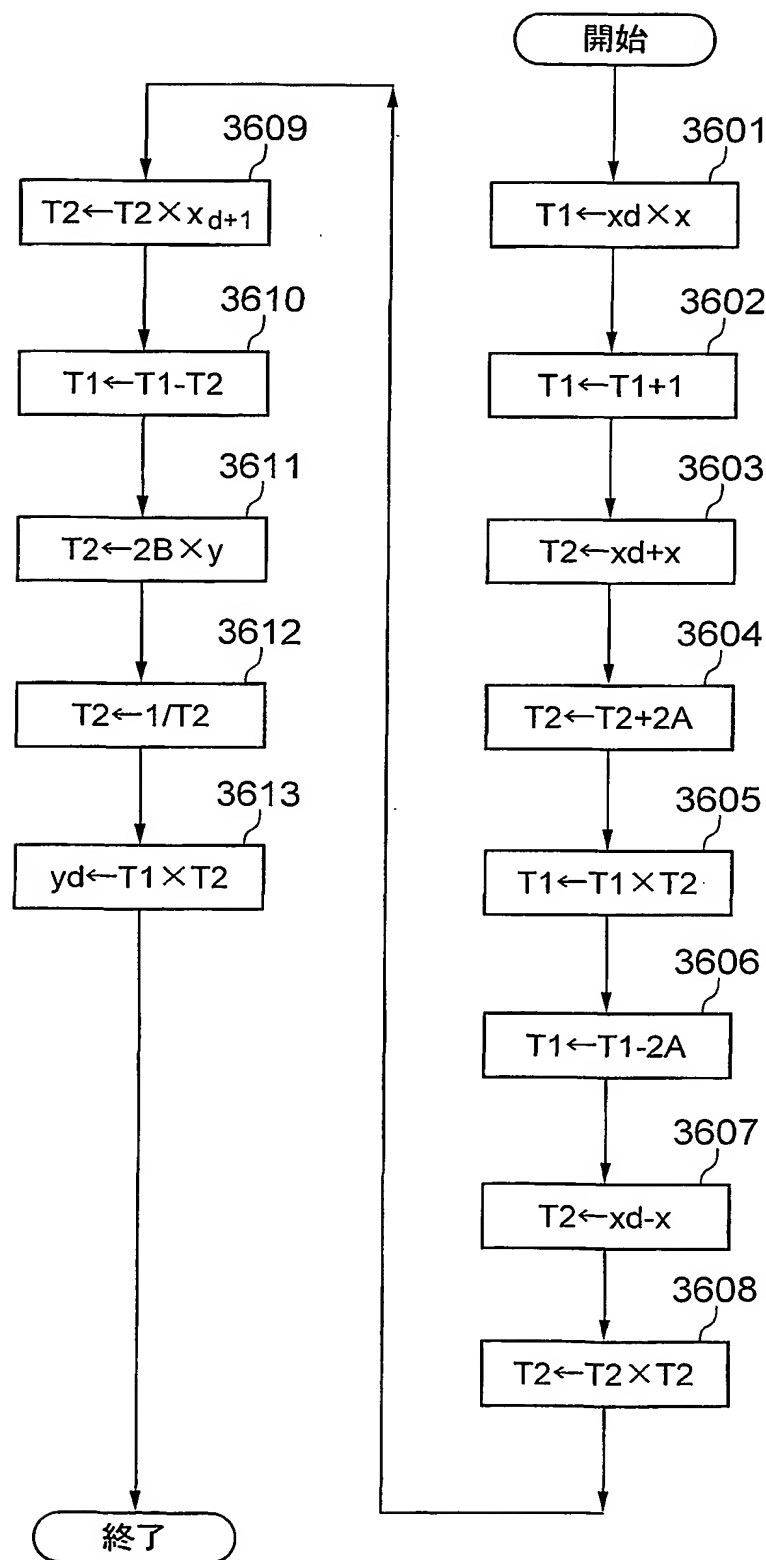 開始
3601
T1←xd×x
3602
T1←T1+1
3603
T2←xd+x
3604
T2←T2+2A
3605
T1←T1×T2
3606
T1←T1-2A
3607
T2←xd-x
3608
T2←T2×T2
3609
T2←T2×x_{d+1}
3610
T1←T1-T2
3611
T2←2B×y
3612
T2←1/T2
3613
yd←T1×T2
終了